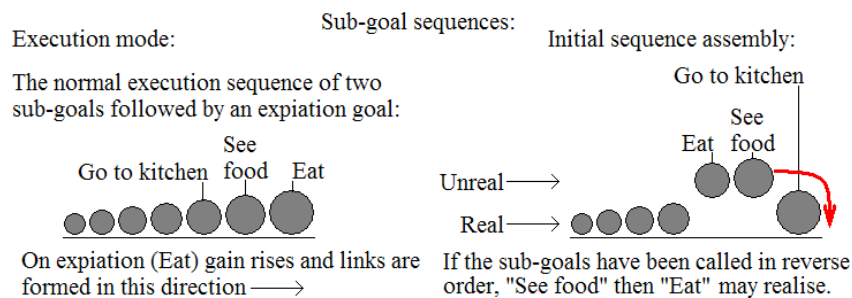 Sub-goal sequences:
Execution mode:
The normal execution sequence of two
sub-goals followed by an expiation goal:
See
Go to kitchen food Eat
On expiation (Eat) gain rises and links are
formed in this direction
Initial sequence assembly:
Go to kitchen
See
Eat food
Unreal
Real
If the sub-goals have been called in reverse
order, "See food" then "Eat" may realise.